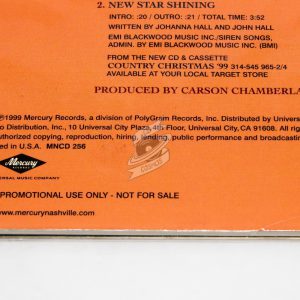 2. NEW STAR SHINING
INTRO: :20 / OUTRO: :21 / TOTAL TIME: 3:52
WRITTEN BY JOHANNA HALL AND JOHN HALL
EMI BLACKWOOD MUSIC INC./SIREN SONGS,
ADMIN. BY EMI BLACKWOOD MUSIC INC. (BMI)
FROM THE NEW CD & CASSETTE
COUNTRY CHRISTMAS '99 314-545 965-2/4
AVAILABLE AT YOUR LOCAL TARGET STORE
PRODUCED BY CARSON CHAMBERLA
℗1999 Mercury Records, a division of PolyGram Records, Inc. Distributed by Universal
o Distribution, Inc., 10 Universal City Plaza, 4th Floor, Universal City, CA 91608. All rig
uthorized copying, reproduction, hiring, lending, public performance and broadcasting
ed in U.S.A. MNCD 256
Mercury
VERSAL MUSIC COMPANY
PROMOTIONAL USE ONLY - NOT FOR SALE
www.mercurynashville.com